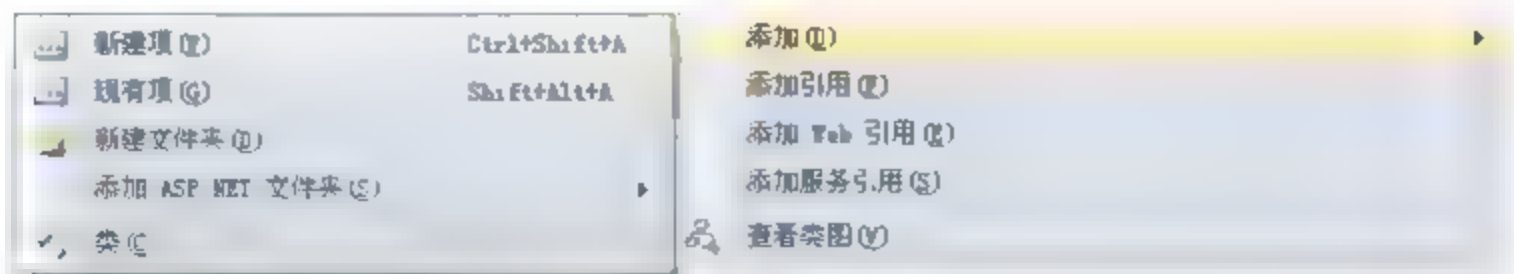 新建项(W) Ctrl+Shift+A
现有项(G) Shift+Alt+A
新建文件夹(D)
添加 ASP NET 文件夹(S)
类(C
添加(D)
添加引用(F)
添加 Web 引用(E)
添加服务引用(S)
查看类图(V)